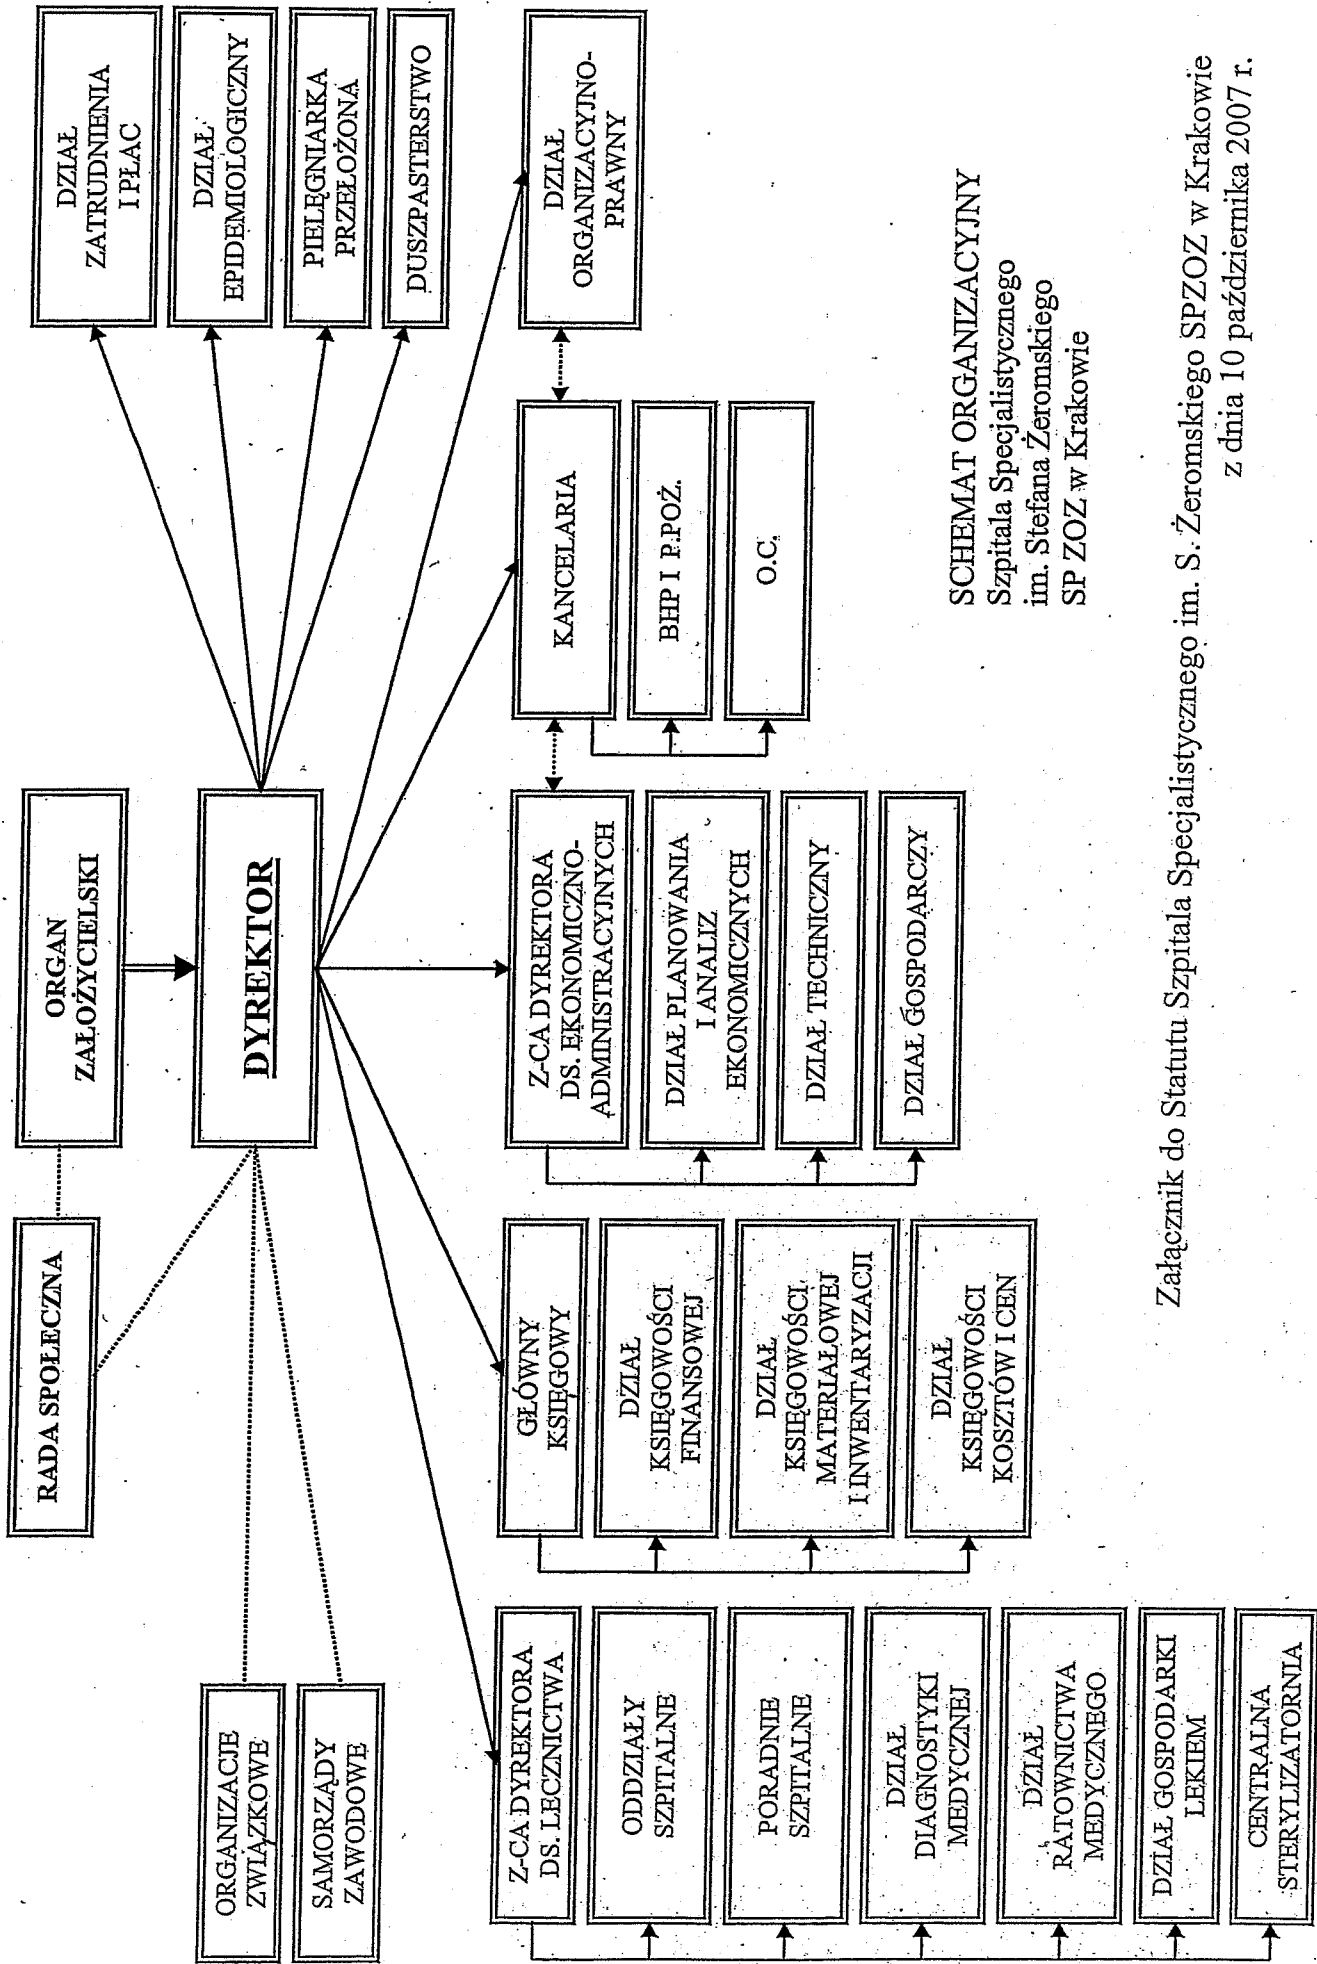 RADA SPOŁECZNA
ORGAN
ZAŁOŻYCIELSKI
DYREKTOR
ORGANIZACJE
ZWIĄZKOWE
SAMORZĄDY
ZAWODOWE
DZIAŁ
ZATRUDNIENIA
I PŁAC
DZIAŁ
EPIDEMIOLOGICZNY
PIELĘGNIARKA
PRZEŁOŻONA
DUSZPASTERSTWO
Z-CA DYREKTORA
DS. LECZNICTWA
ODDZIAŁY
SZPITALNE
PORADNIE
SZPITALNE
DZIAŁ
DIAGNOSTYKI
MEDYCZNEJ
DZIAŁ
RATOWNICTWA
MEDYCZNEGO
DZIAŁ GOSPODARKI
LEKIEM
CENTRALNA
STERYLIZATORNIA
GŁÓWNY
KSIĘGOWY
DZIAŁ
KSIĘGOWOŚCI
FINANSOWEJ
DZIAŁ
KSIĘGOWOŚCI
MATERIAŁOWEJ
I INWENTARYZACJI
DZIAŁ
KSIĘGOWOŚCI
KOSZTÓW I CEN
Z-CA DYREKTORA
DS. EKONOMICZNO-
ADMINISTRACYJNYCH
DZIAŁ PLANOWANIA
I ANALIZ
EKONOMICZNYCH
DZIAŁ TECHNICZNY
DZIAŁ GOSPODARCZY
KANCELARIA
BHP I P.POŻ.
O.C.
DZIAŁ
ORGANIZACYJNO-
PRAWNY
SCHEMAT ORGANIZACYJNY
Szpitala Specjalistycznego
im. Stefana Żeromskiego
SP ZOZ w Krakowie
Załącznik do Statutu Szpitala Specjalistycznego im. S. Żeromskiego SPZOZ w Krakowie
z dnia 10 października 2007 r.